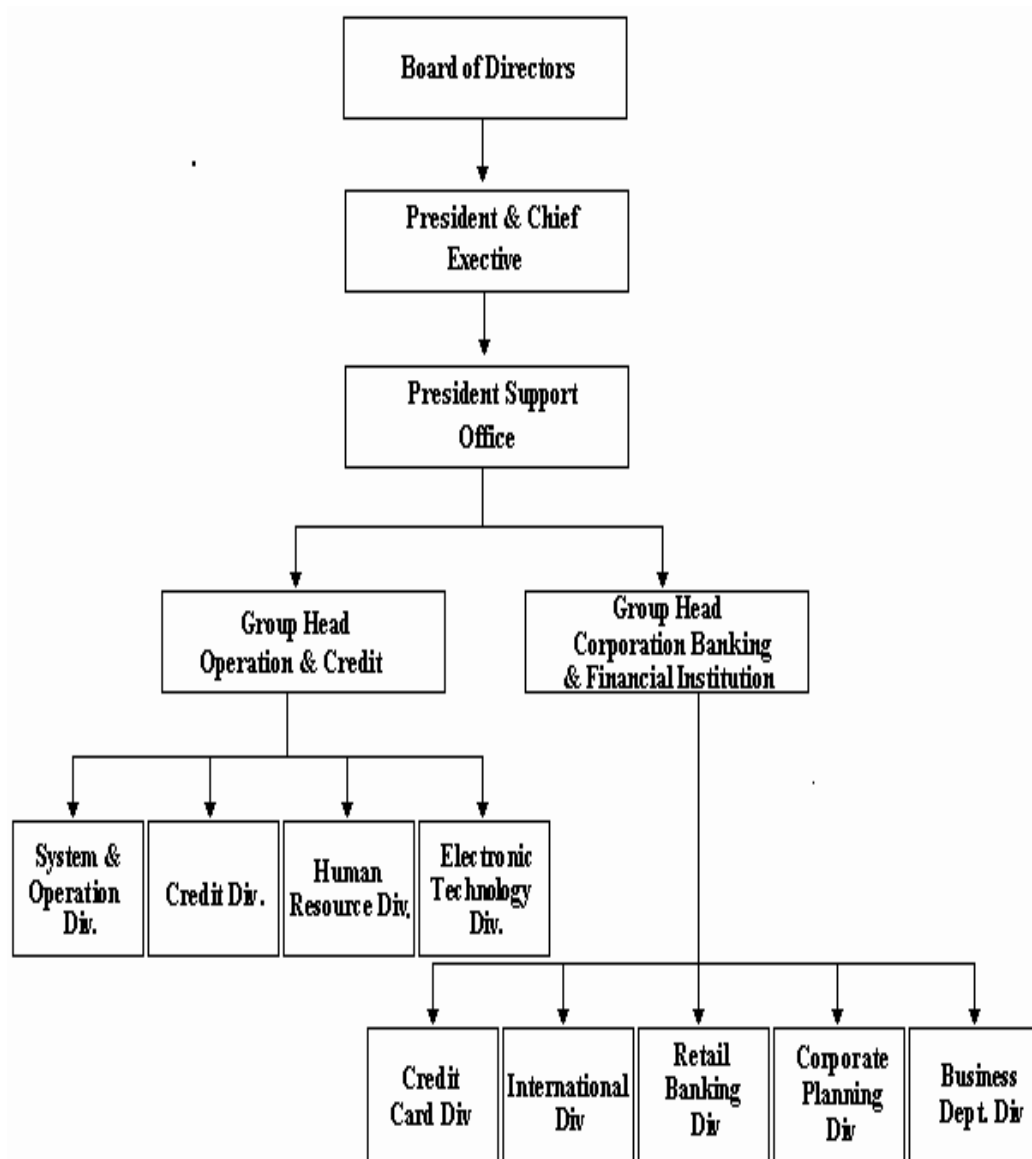 Board of Directors
President & Chief
Exective
President Support
Office
Group Head
Operation & Credit
Group Head
Corporation Banking
& Financial Institution
System &
Operation
Div.
Credit Div.
Human
Resource Div.
Electronic
Technology
Div.
Credit
Card Div
International
Div
Retail
Banking
Div
Corporate
Planning
Div
Business
Dept. Div